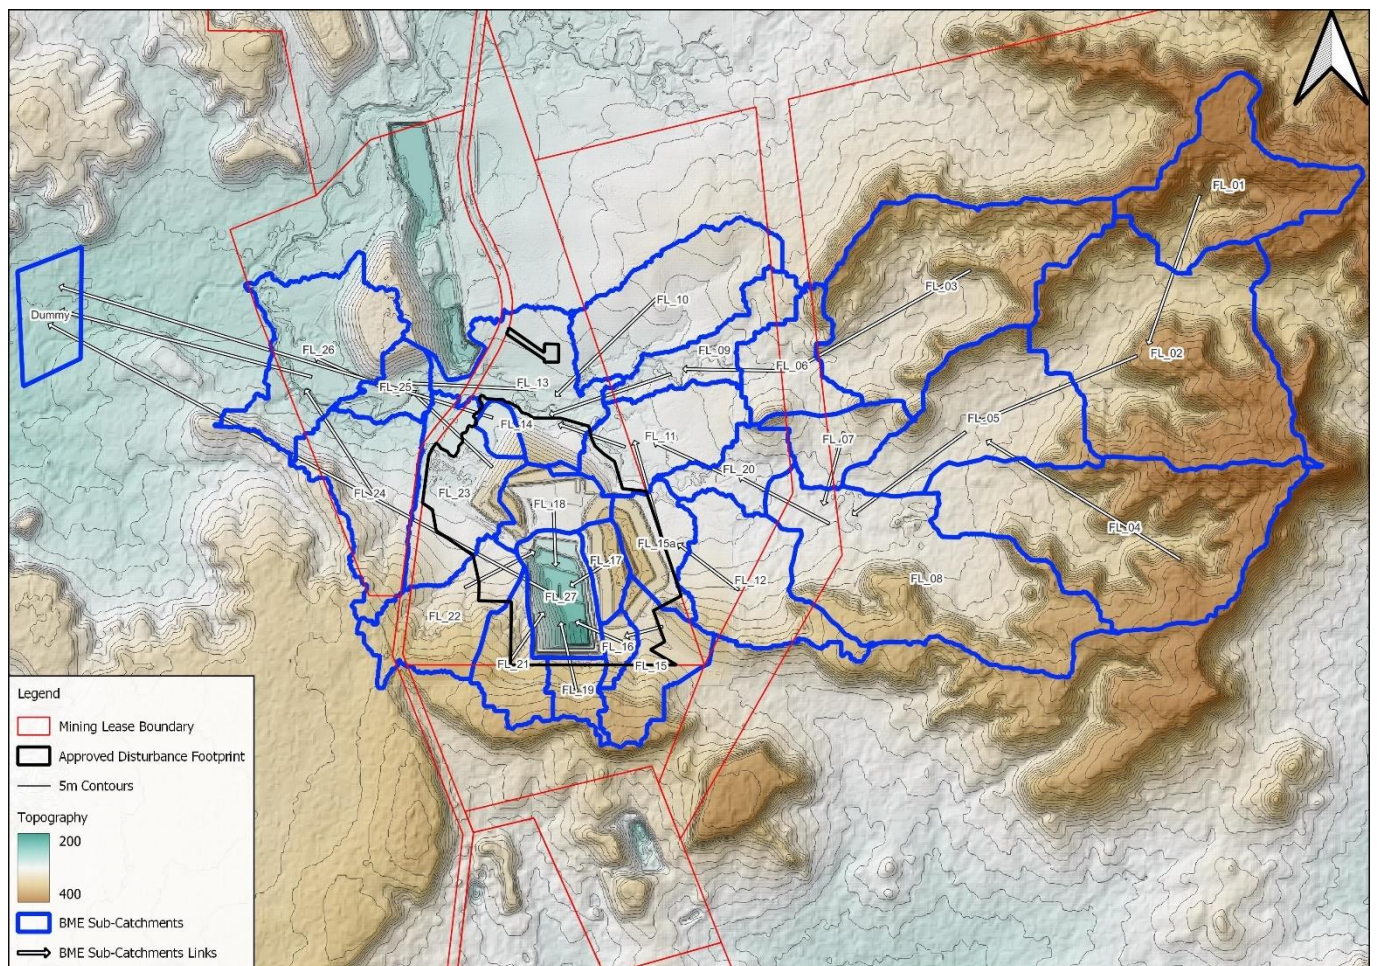 FL_01
FL_03
FL_10
Dummy
FL_26
FL_09
FL_02
FL_06
FL_25
FL_13
FL_05
FL_14
FL_11
FL_07
FL_20
FL_24
FL_23
FL_18
FL_04
FL_15a
FL_17
FL_12
FL_08
FL_27
FL_22
FL_16
FL_21
FL_15
FL_19
Legend
Mining Lease Boundary
Approved Disturbance Footprint
5m Contours
Topography
200
400
BME Sub-Catchments
BME Sub-Catchments Links